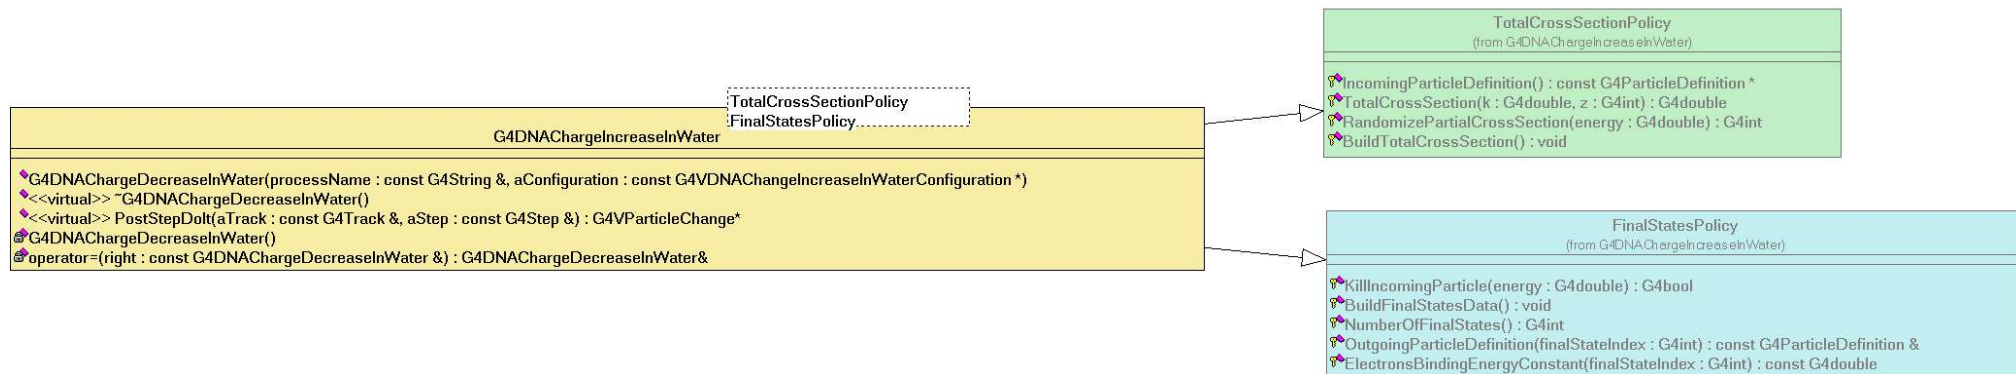 TotalCrossSectionPolicy
FinalStatesPolicy
G4DNAChargeIncreaseInWater
G4DNAChargeDecreaseInWater(processName : const G4String &, aConfiguration : const G4VDNAChangeIncreaseInWaterConfiguration *)
<<virtual>> ~G4DNAChargeDecreaseInWater()
<<virtual>> PostStepDoIt(aTrack : const G4Track &, aStep : const G4Step &) : G4VParticleChange*
G4DNAChargeDecreaseInWater()
operator=(right : const G4DNAChargeDecreaseInWater &) : G4DNAChargeDecreaseInWater&
TotalCrossSectionPolicy
(from G4DNAChargeIncreaseInWater)
IncomingParticleDefinition() : const G4ParticleDefinition *
TotalCrossSection(k : G4double, z : G4int) : G4double
RandomizePartialCrossSection(energy : G4double) : G4int
BuildTotalCrossSection() : void
FinalStatesPolicy
(from G4DNAChargeIncreaseInWater)
KillIncomingParticle(energy : G4double) : G4bool
BuildFinalStatesData() : void
NumberOfFinalStates() : G4int
OutgoingParticleDefinition(finalStateIndex : G4int) : const G4ParticleDefinition &
ElectronsBindingEnergyConstant(finalStateIndex : G4int) : const G4double